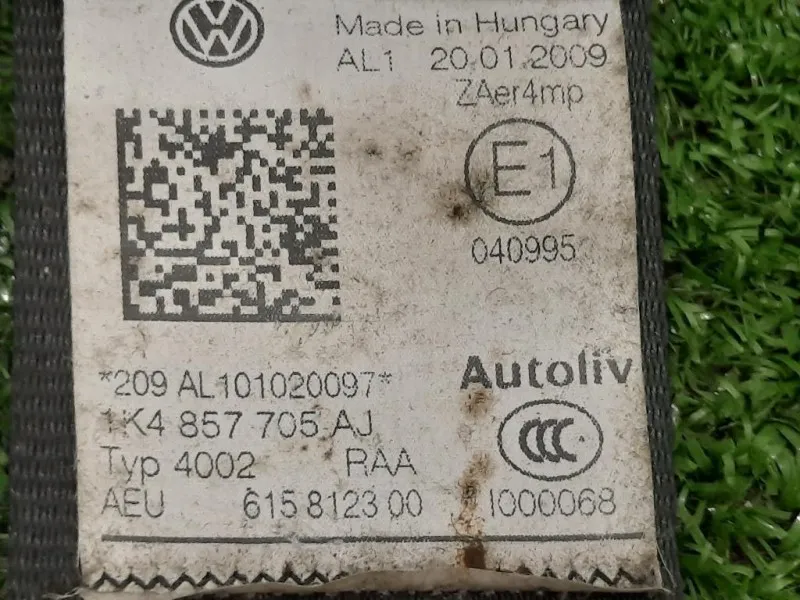 Made in Hungary
AL1 20.01.2009
ZAer4mp
E1
040995
*209 AL101020097*
Autoliv
1K4 857 705 AJ
CCC
Typ 4002 RAA
AEU 615 8123 00 I000068